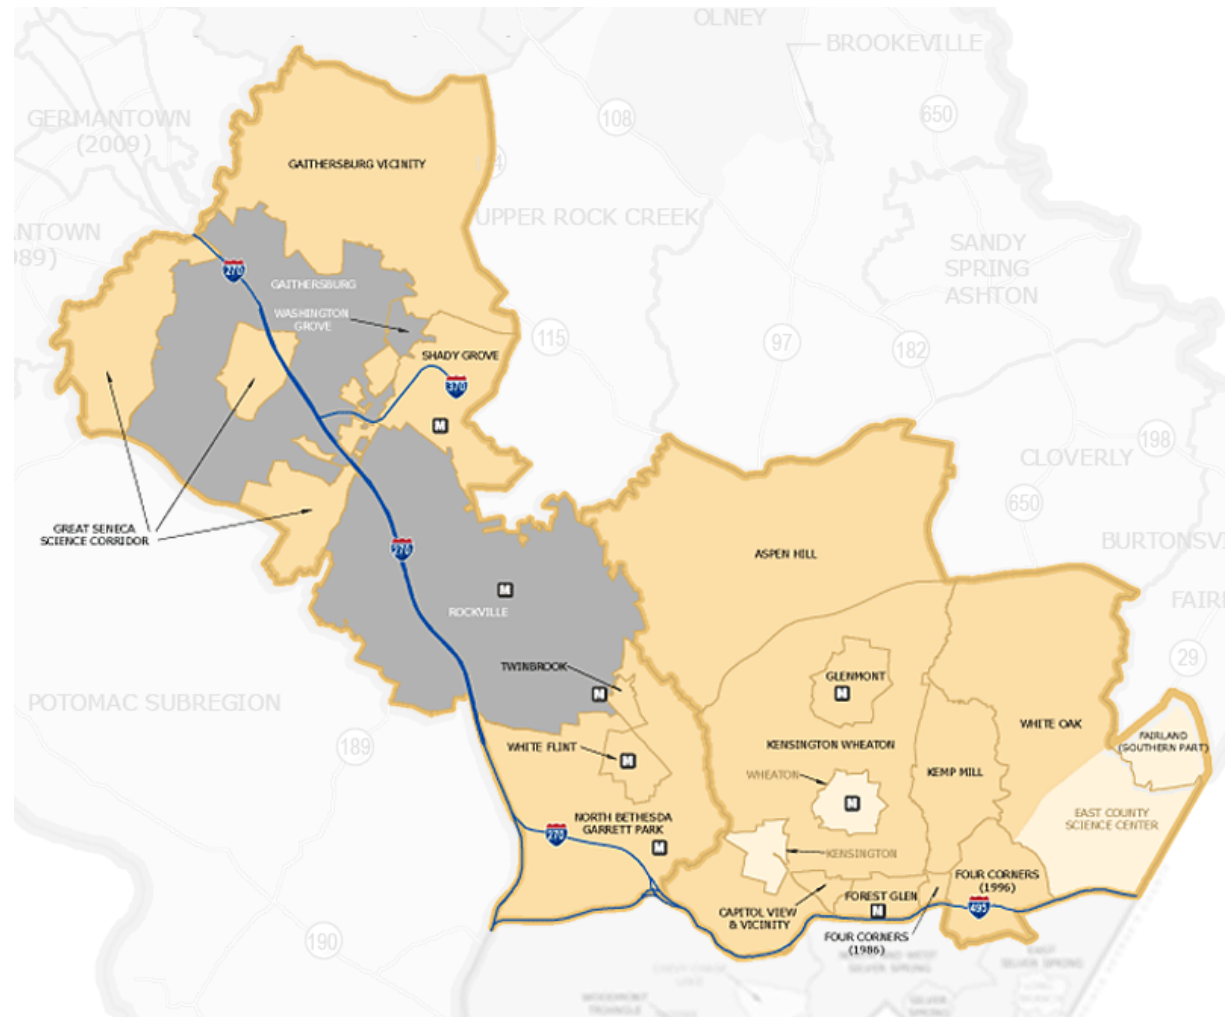 OLNEY
BROOKEVILLE
GERMANTOWN
(2009)
108
650
GAITHERSBURG VICINITY
UPPER ROCK CREEK
SANDY
SPRING
ASHTON
270
GAITHERSBURG
WASHINGTON
GROVE
SHADY GROVE
115
97
182
370
M
198
CLOVERLY
650
GREAT SENECA
SCIENCE CORRIDOR
270
ASPEN HILL
M
ROCKVILLE
29
TWINBROOK
M
GLENMONT
M
POTOMAC SUBREGION
189
WHITE FLINT
M
KENSINGTON WHEATON
WHITE OAK
FAIRLAND
(SOUTHERN PART)
WHEATON
M
KEMP MILL
EAST COUNTY
SCIENCE CENTER
NORTH BETHESDA
GARRETT PARK
270
M
KENSINGTON
FOUR CORNERS
(1996)
CAPITOL VIEW
& VICINITY
FOREST GLEN
M
495
FOUR CORNERS
(1986)
190
SILVER SPRING